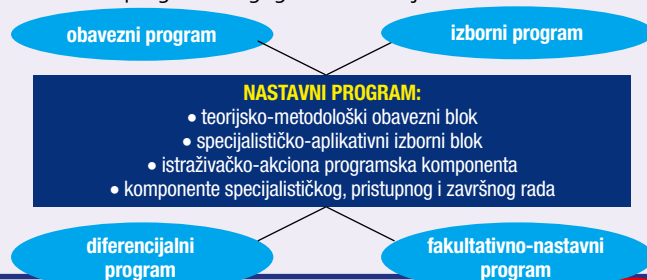 obavezni program
izborni program
NASTAVNI PROGRAM:
• teorijsko-metodološki obavezni blok
• specijalističko-aplikativni izborni blok
• istraživačko-akciona programska komponenta
• komponente specijalističkog, pristupnog i završnog rada
diferencijalni
program
fakultativno-nastavni
program